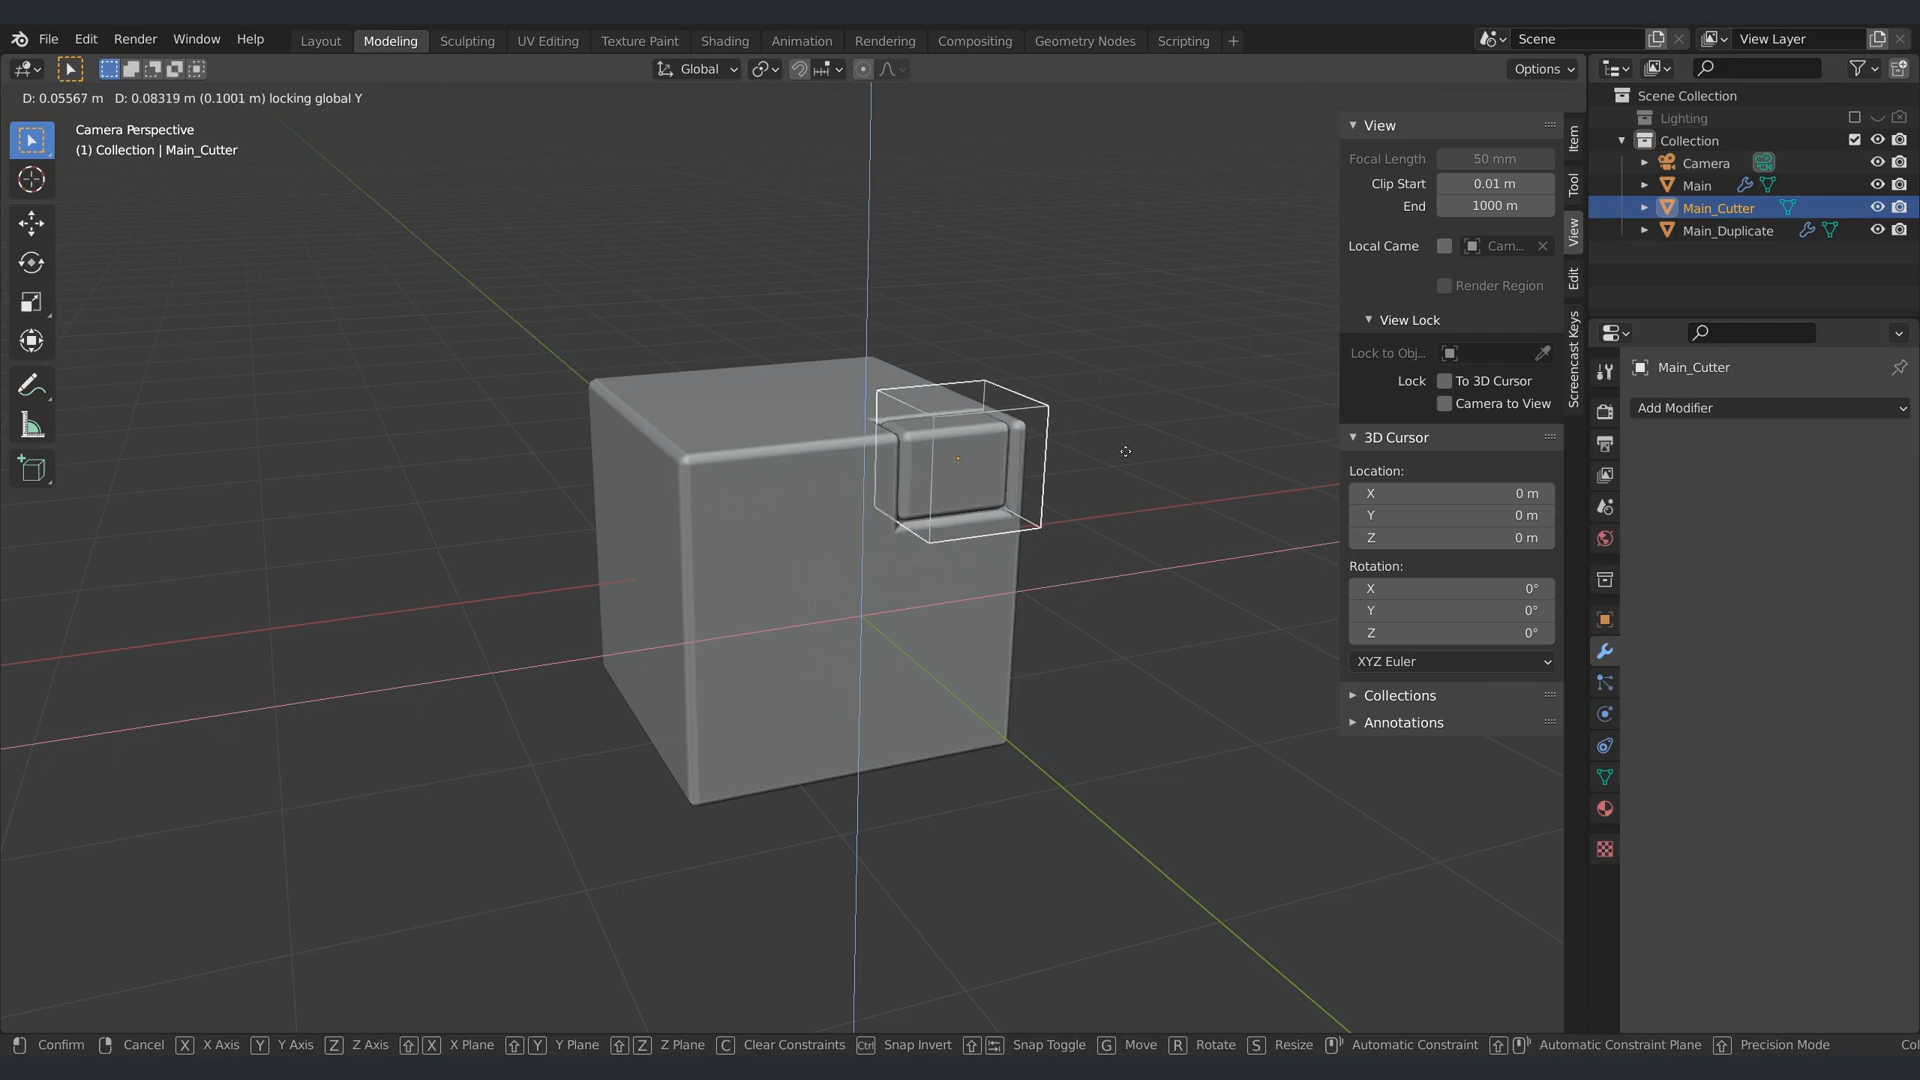 File Edit Render Window Help Layout Modeling Sculpting UV Editing Texture Paint Shading Animation Rendering Compositing Geometry Nodes Scripting + Scene View Layer
Global Options
D: 0.05567 m D: 0.08319 m (0.1001 m) locking global Y
Camera Perspective
(1) Collection | Main_Cutter
View
Focal Length 50 mm
Clip Start 0.01 m
End 1000 m
Local Came Cam...
Render Region
View Lock
Lock to Obj...
Lock To 3D Cursor
Camera to View
3D Cursor
Location:
X 0 m
Y 0 m
Z 0 m
Rotation:
X 0°
Y 0°
Z 0°
XYZ Euler
Collections
Annotations
Item
Tool
View
Edit
Screencast Keys
Scene Collection
Lighting
Collection
Camera
Main
Main_Cutter
Main_Duplicate
Main_Cutter
Add Modifier
Confirm Cancel X X Axis Y Y Axis Z Z Axis X X Plane Y Y Plane Z Z Plane C Clear Constraints Ctrl Snap Invert Snap Toggle G Move R Rotate S Resize Automatic Constraint Automatic Constraint Plane Precision Mode Col